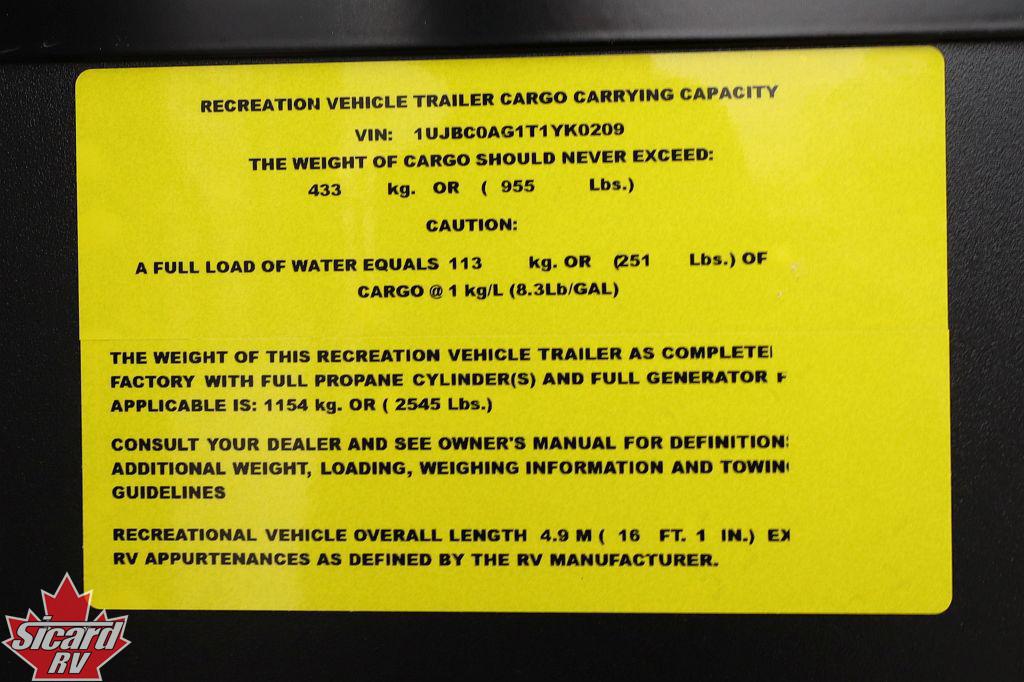 RECREATION VEHICLE TRAILER CARGO CARRYING CAPACITY
VIN: 1UJBC0AG1T1YK0209
THE WEIGHT OF CARGO SHOULD NEVER EXCEED:
433 kg. OR ( 955 Lbs.)
CAUTION:
A FULL LOAD OF WATER EQUALS 113 kg. OR (251 Lbs.) OF
CARGO @ 1 kg/L (8.3Lb/GAL)
THE WEIGHT OF THIS RECREATION VEHICLE TRAILER AS COMPLETE
FACTORY WITH FULL PROPANE CYLINDER(S) AND FULL GENERATOR
APPLICABLE IS: 1154 kg. OR ( 2545 Lbs.)
CONSULT YOUR DEALER AND SEE OWNER'S MANUAL FOR DEFINITION
ADDITIONAL WEIGHT, LOADING, WEIGHING INFORMATION AND TOWIN
GUIDELINES
RECREATIONAL VEHICLE OVERALL LENGTH 4.9 M ( 16 FT. 1 IN.) EX
RV APPURTENANCES AS DEFINED BY THE RV MANUFACTURER.
Sicard
RV